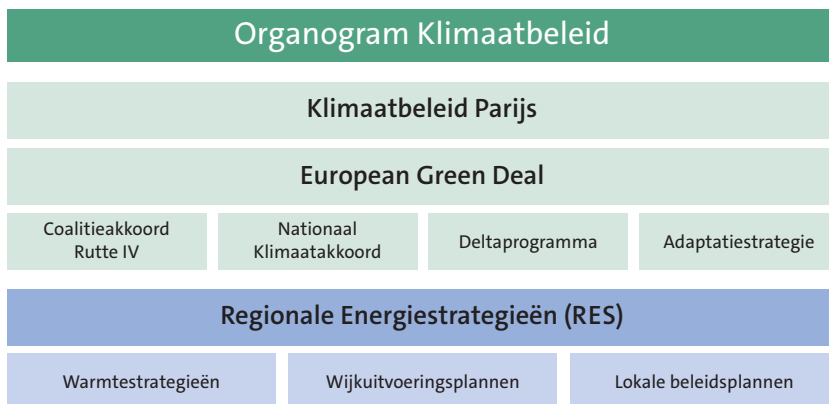 Organogram Klimaatbeleid
Klimaatbeleid Parijs
European Green Deal
Coalitieakkoord
Rutte IV
Nationaal
Klimaatakkoord
Deltaprogramma
Adaptatiestrategie
Regionale Energiestrategieën (RES)
Warmtestrategieën
Wijkuitvoeringsplannen
Lokale beleidsplannen